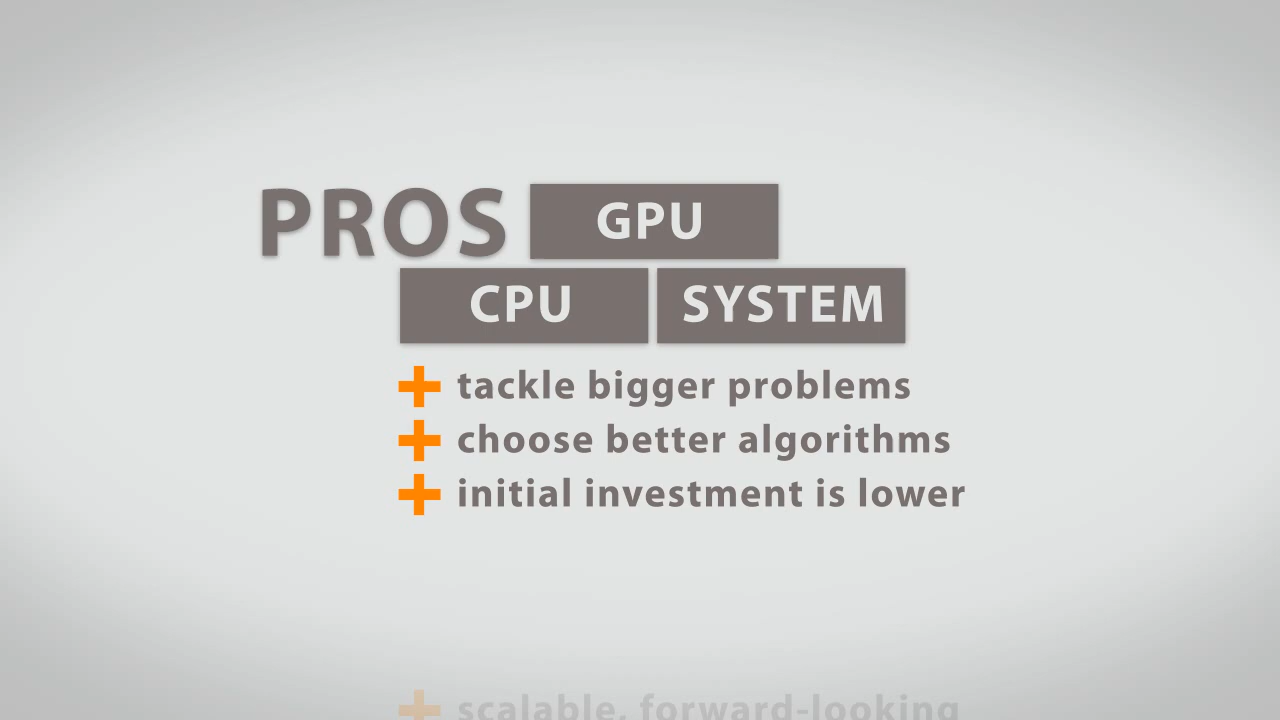 PROS GPU
CPU SYSTEM
+ tackle bigger problems
+ choose better algorithms
+ initial investment is lower
+ scalable, forward-looking